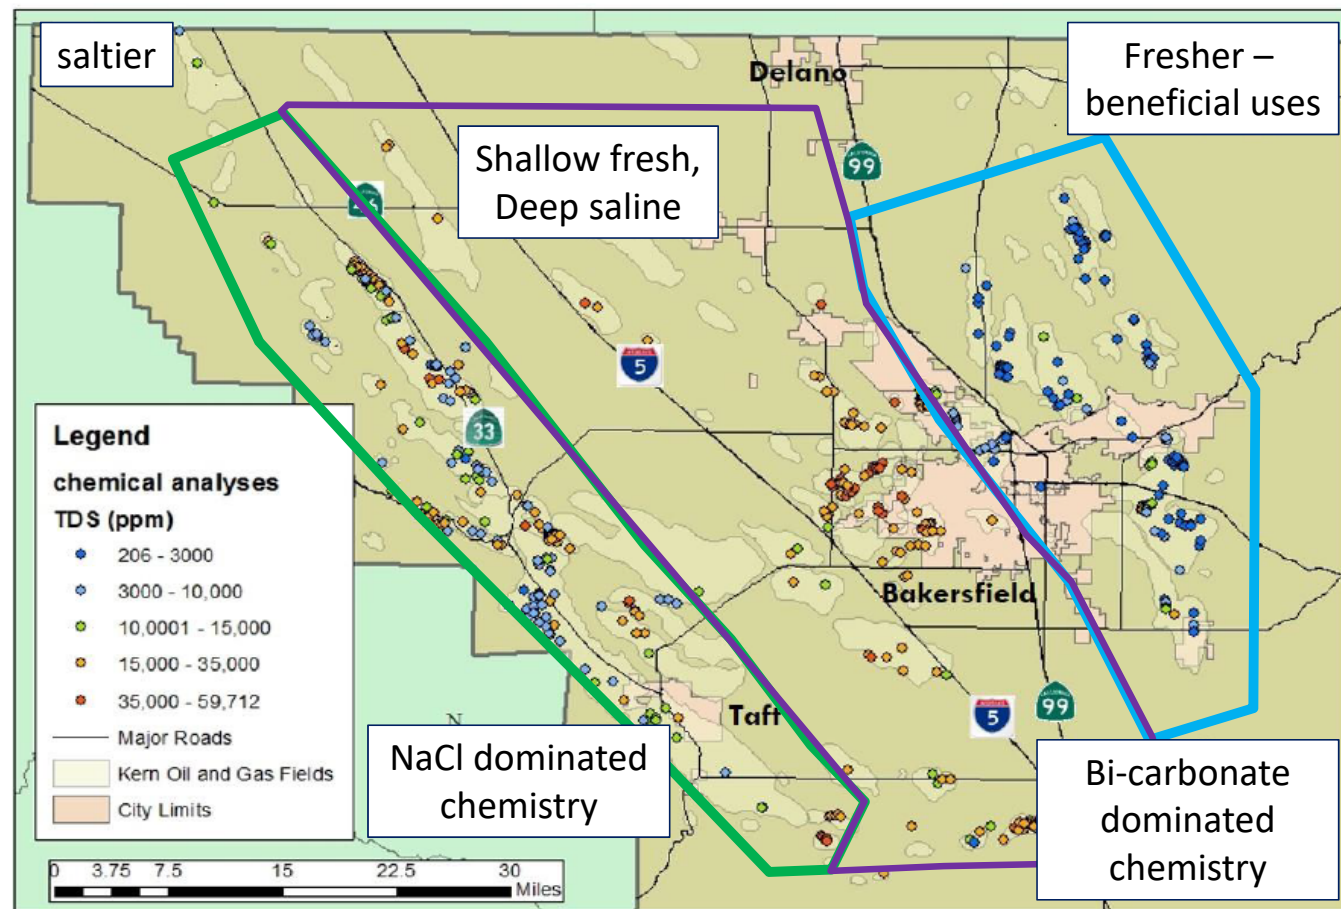 saltier
Delano
Fresher –
beneficial uses
Shallow fresh,
Deep saline
99
5
33
Legend
chemical analyses
TDS (ppm)
206 - 3000
3000 - 10,000
10,0001 - 15,000
15,000 - 35,000
35,000 - 59,712
Major Roads
Kern Oil and Gas Fields
City Limits
Bakersfield
N
Taft
5
99
NaCl dominated
chemistry
Bi-carbonate
dominated
chemistry
0 3.75 7.5 15 22.5 30
Miles